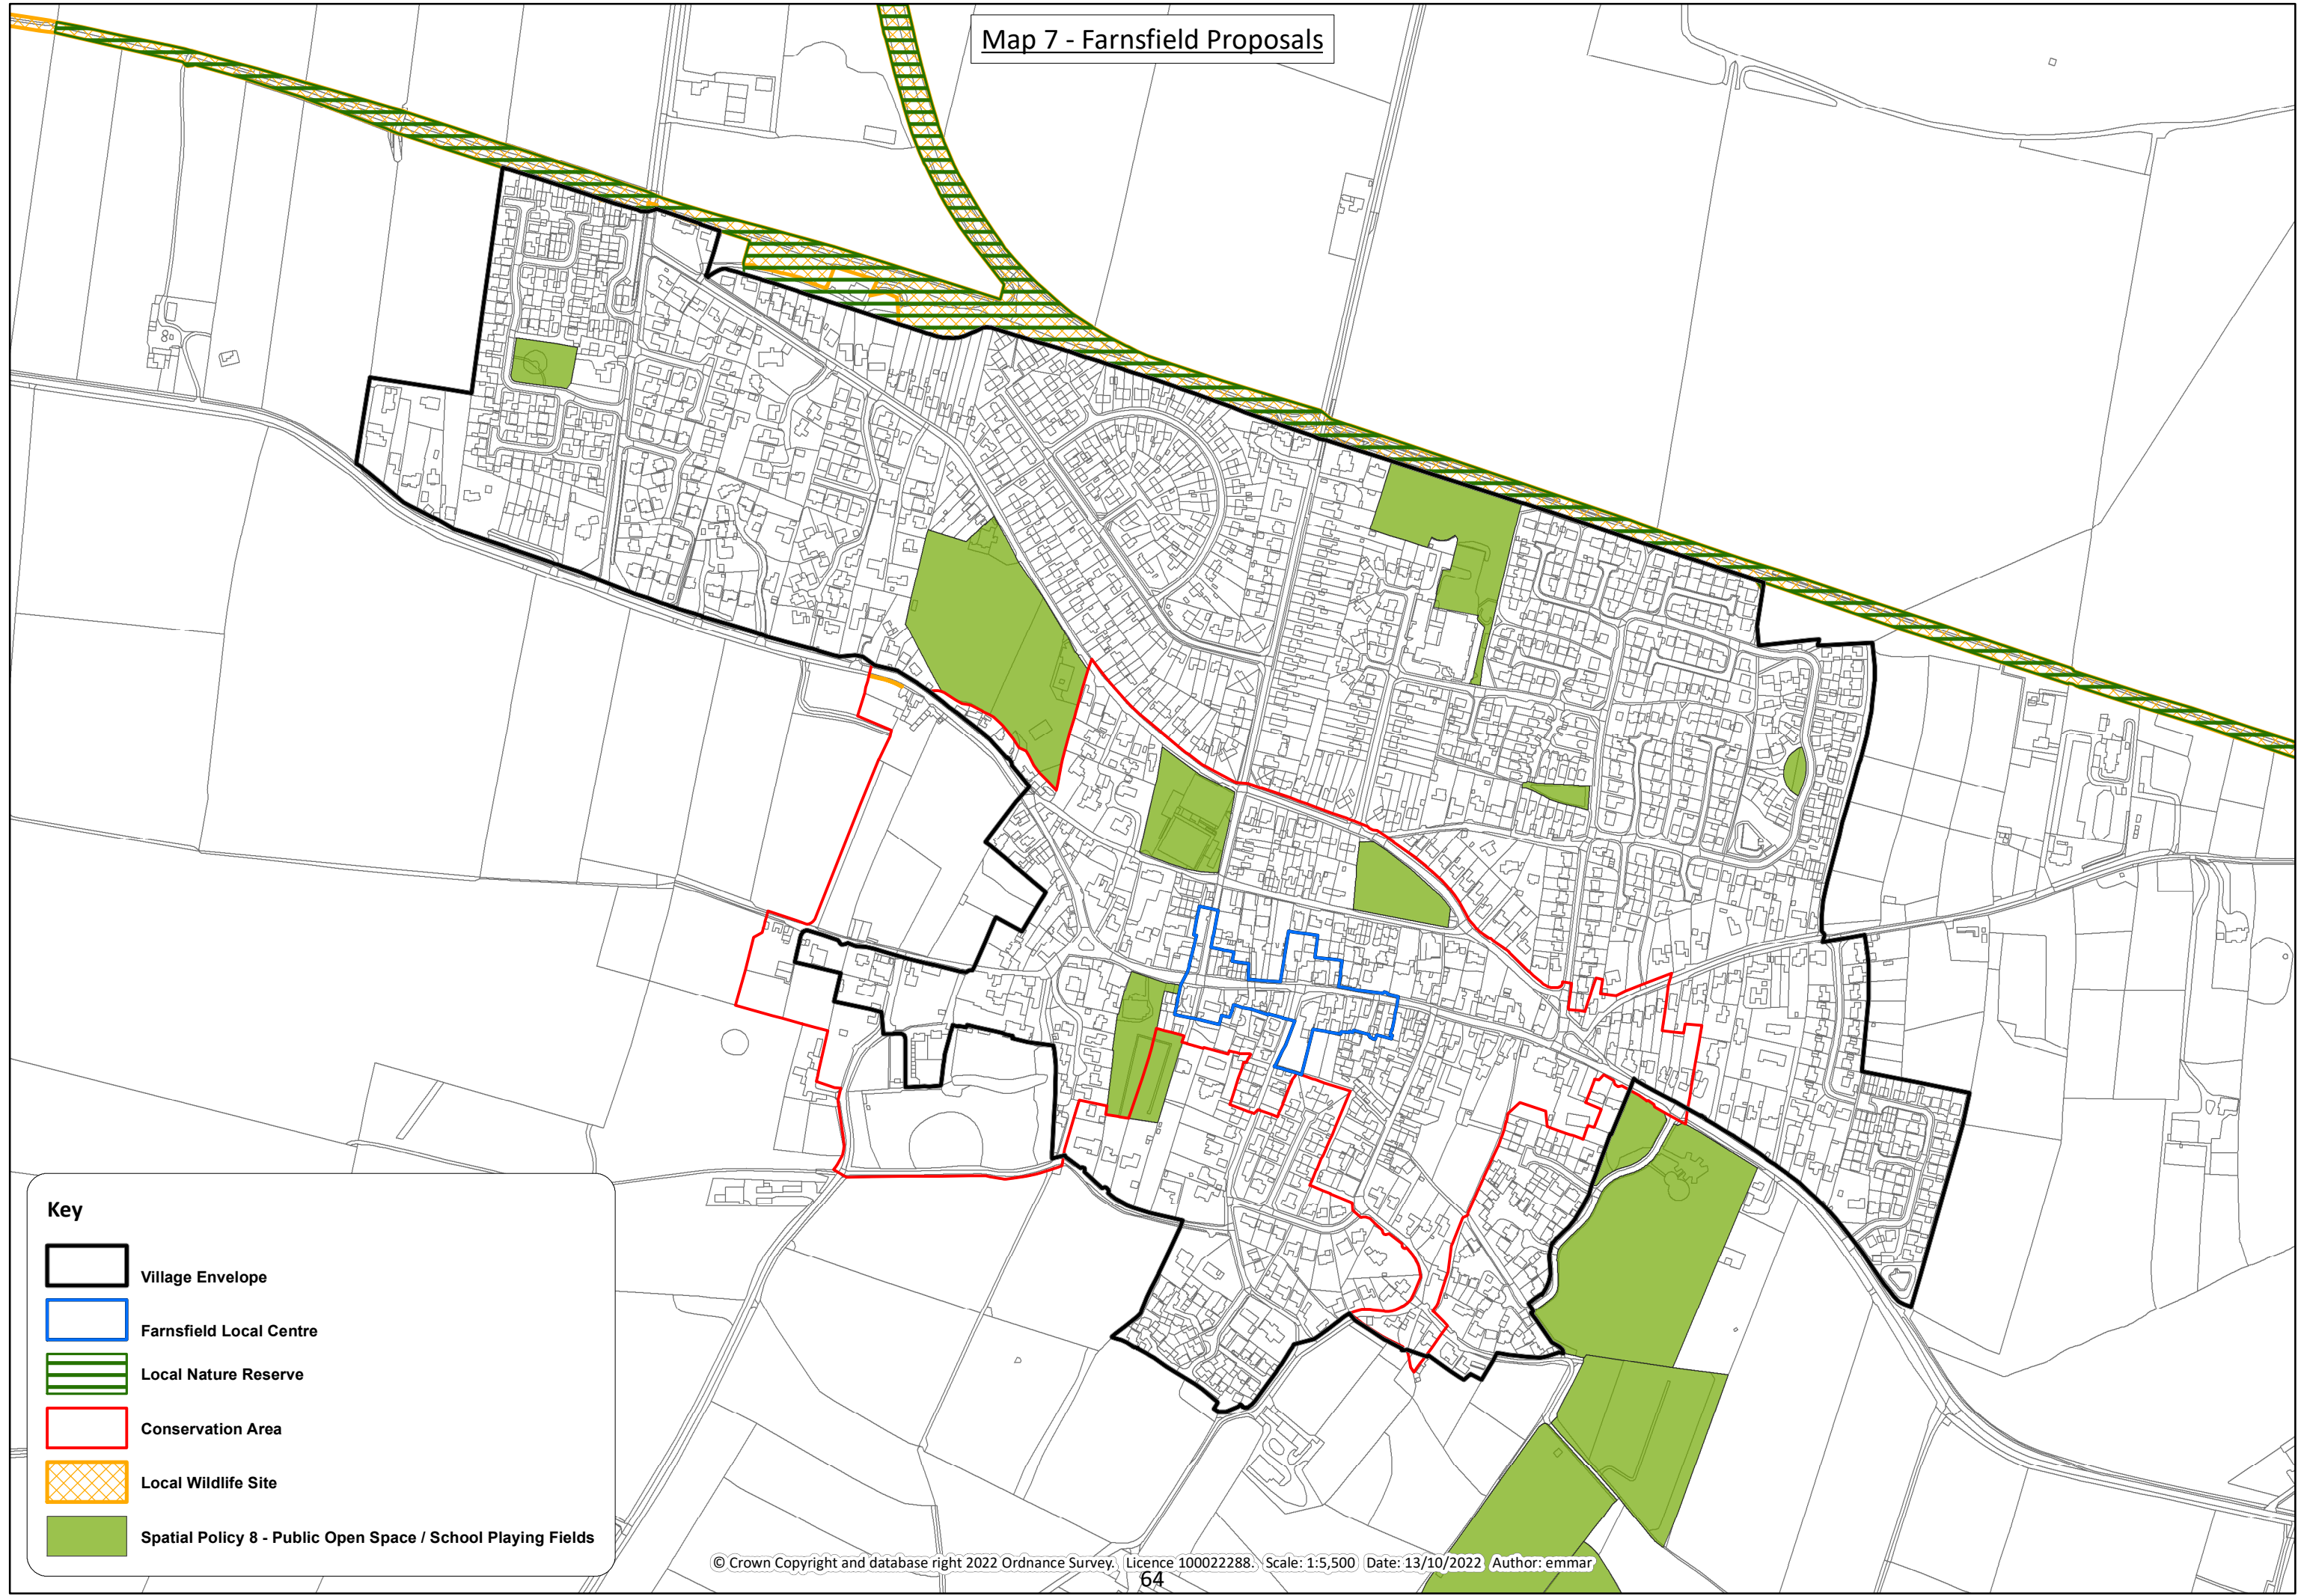 Map 7 - Farnsfield Proposals
Key
Village Envelope
Farnsfield Local Centre
Local Nature Reserve
Conservation Area
Local Wildlife Site
Spatial Policy 8 - Public Open Space / School Playing Fields
© Crown Copyright and database right 2022 Ordnance Survey. Licence 100022288. Scale: 1:5,500 Date: 13/10/2022 Author: emmar
64